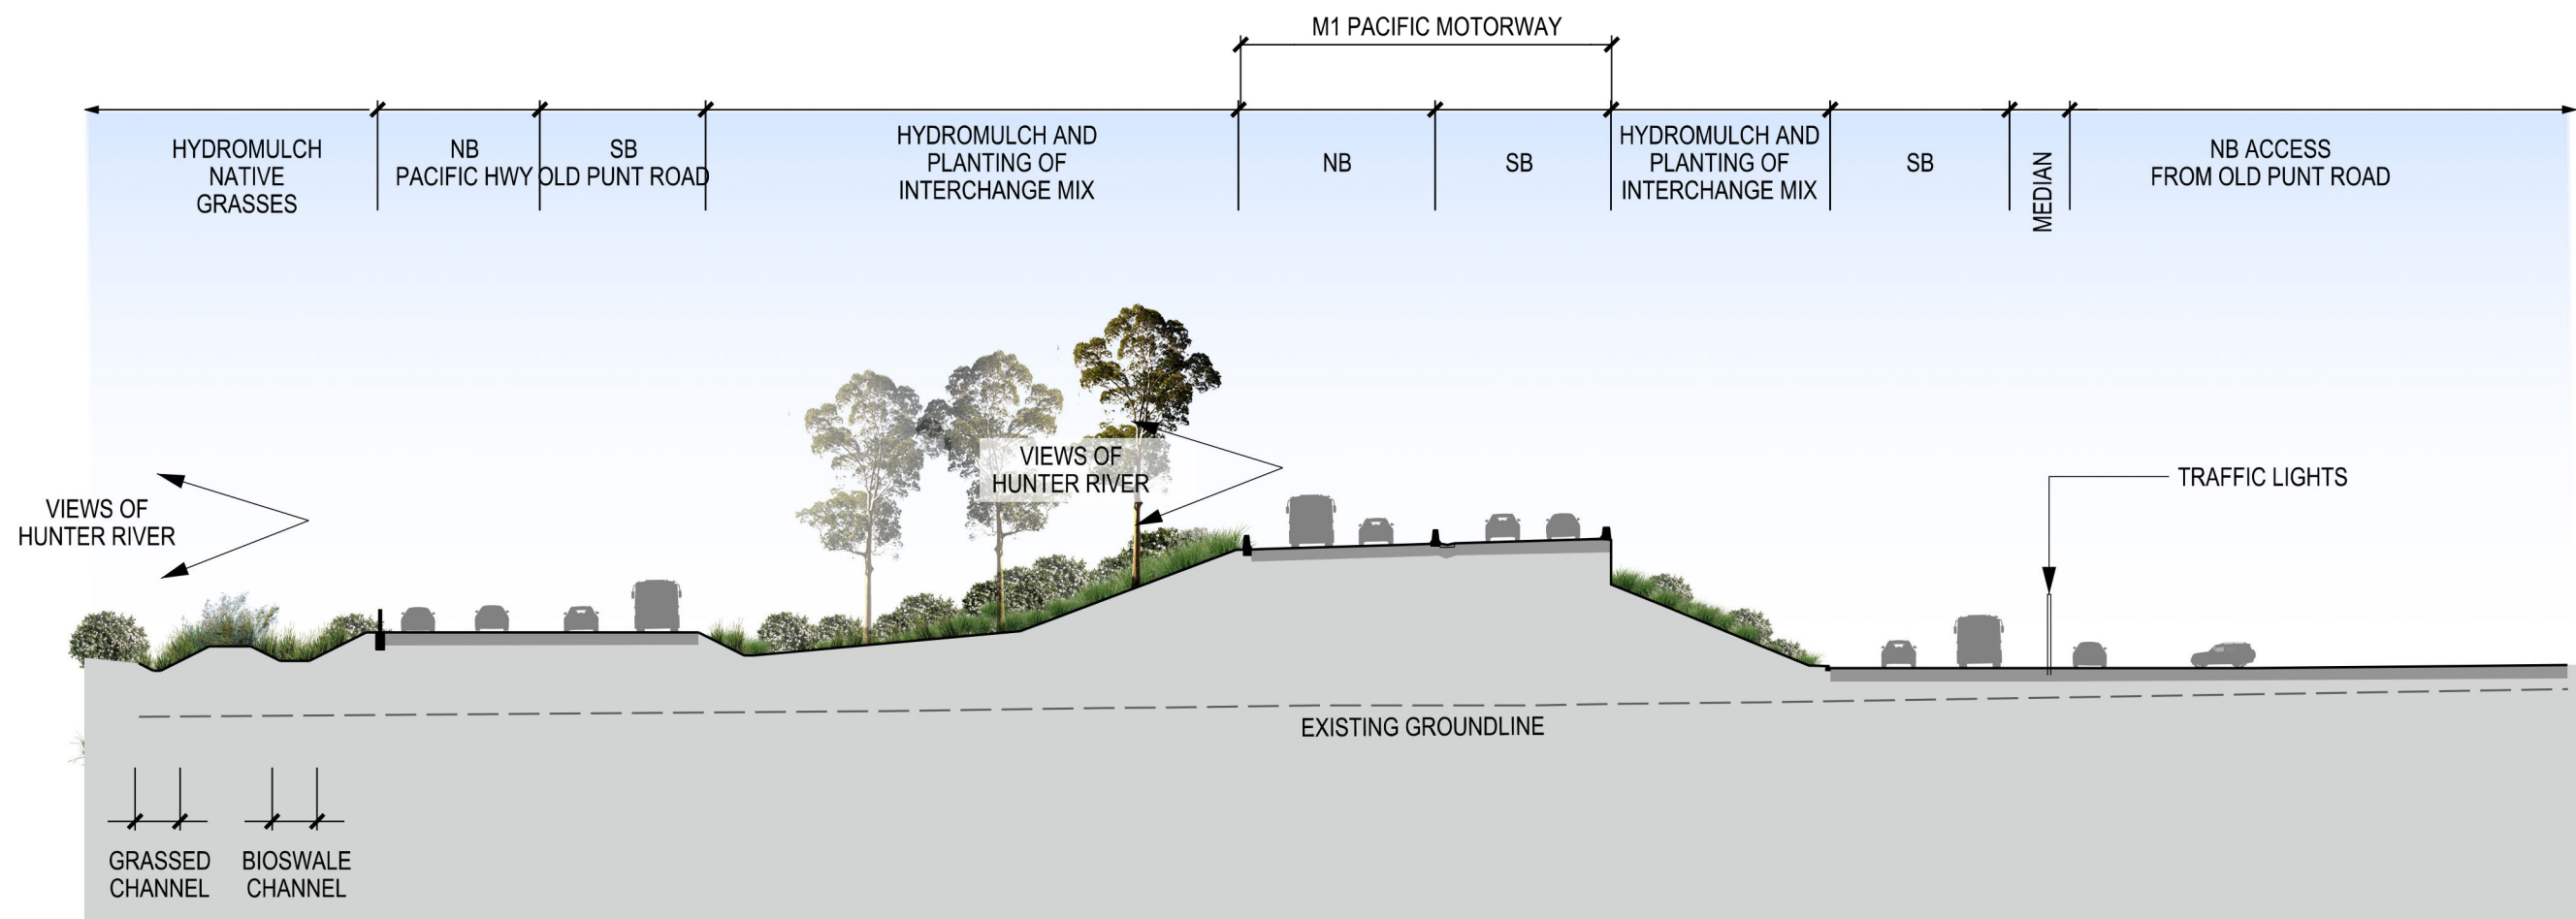 M1 PACIFIC MOTORWAY
HYDROMULCH
NATIVE
GRASSES
NB
PACIFIC HWY
SB
OLD PUNT ROAD
HYDROMULCH AND
PLANTING OF
INTERCHANGE MIX
NB
SB
HYDROMULCH AND
PLANTING OF
INTERCHANGE MIX
SB
MEDIAN
NB ACCESS
FROM OLD PUNT ROAD
VIEWS OF
HUNTER RIVER
VIEWS OF
HUNTER RIVER
TRAFFIC LIGHTS
EXISTING GROUNDLINE
GRASSED
CHANNEL
BIOSWALE
CHANNEL